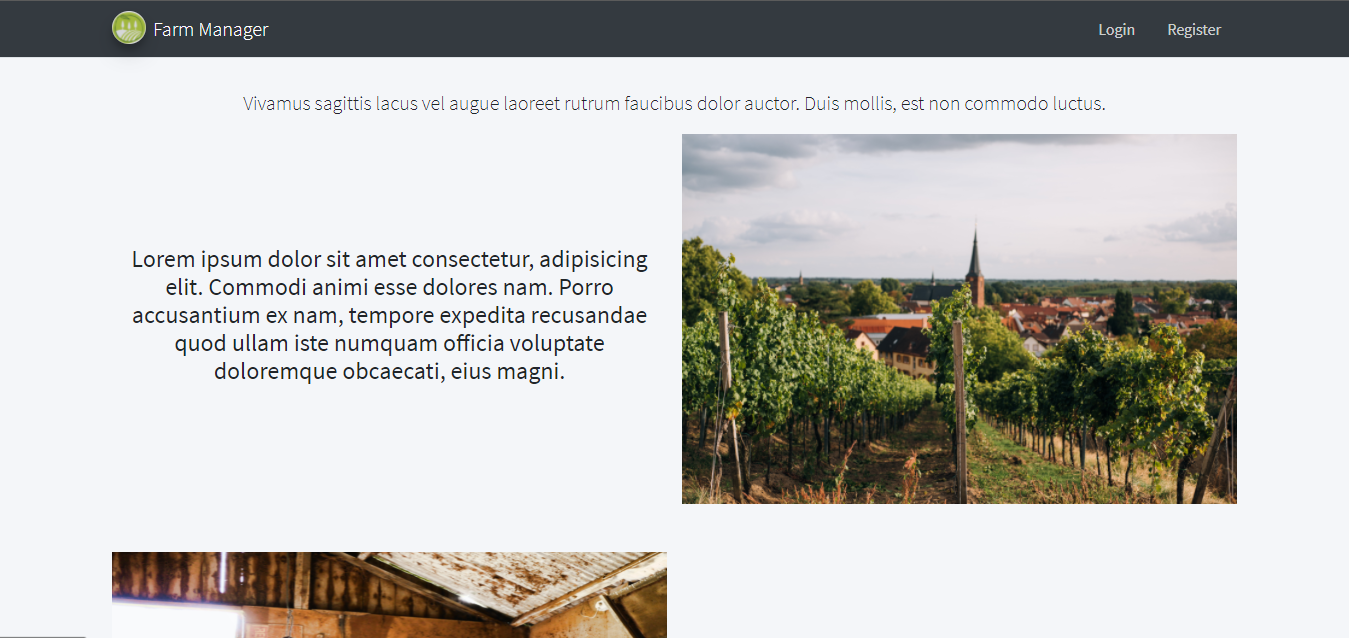 Farm Manager
Login
Register
Vivamus sagittis lacus vel augue laoreet rutrum faucibus dolor auctor. Duis mollis, est non commodo luctus.
Lorem ipsum dolor sit amet consectetur, adipisicing
elit. Commodi animi esse dolores nam. Porro
accusantium ex nam, tempore expedita recusandae
quod ullam iste numquam officia voluptate
doloremque obcaecati, eius magni.